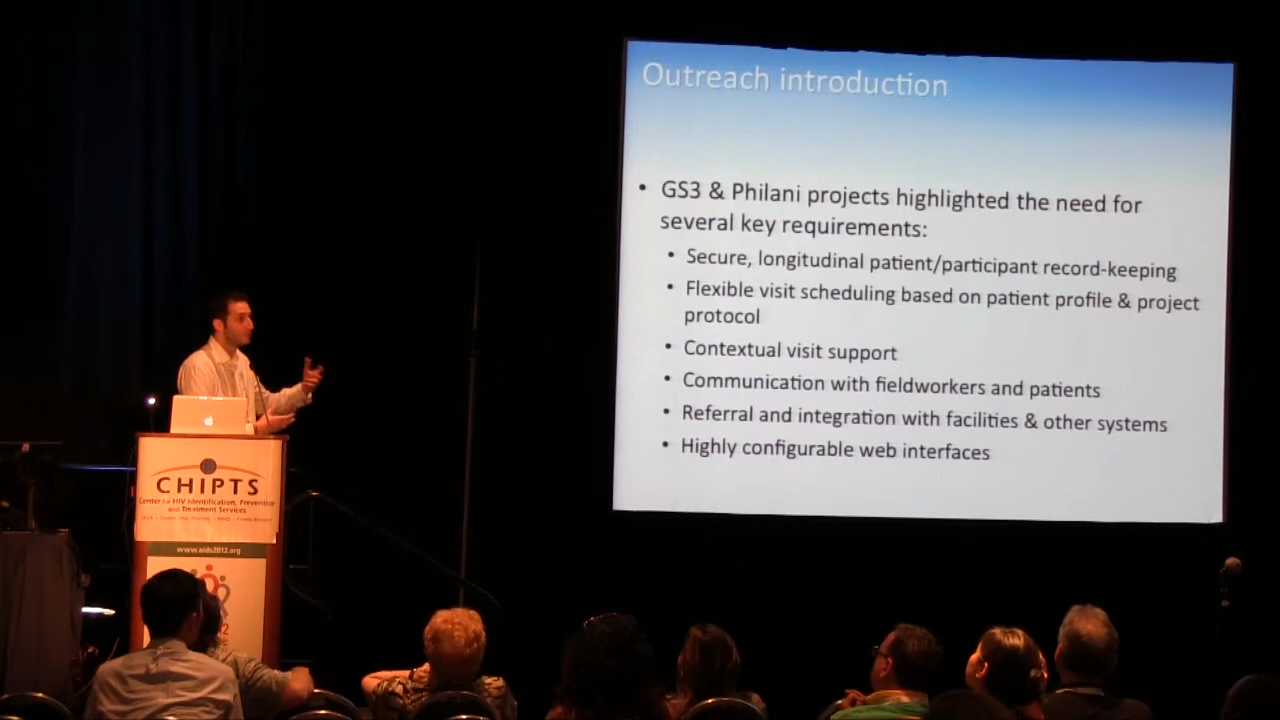 Outreach introduction
• GS3 & Philani projects highlighted the need for
several key requirements:
• Secure, longitudinal patient/participant record-keeping
• Flexible visit scheduling based on patient profile & project
protocol
• Contextual visit support
• Communication with fieldworkers and patients
• Referral and integration with facilities & other systems
• Highly configurable web interfaces
CHIPTS
Center for HIV Identification, Prevention
and Treatment Services
www.aids2012.org